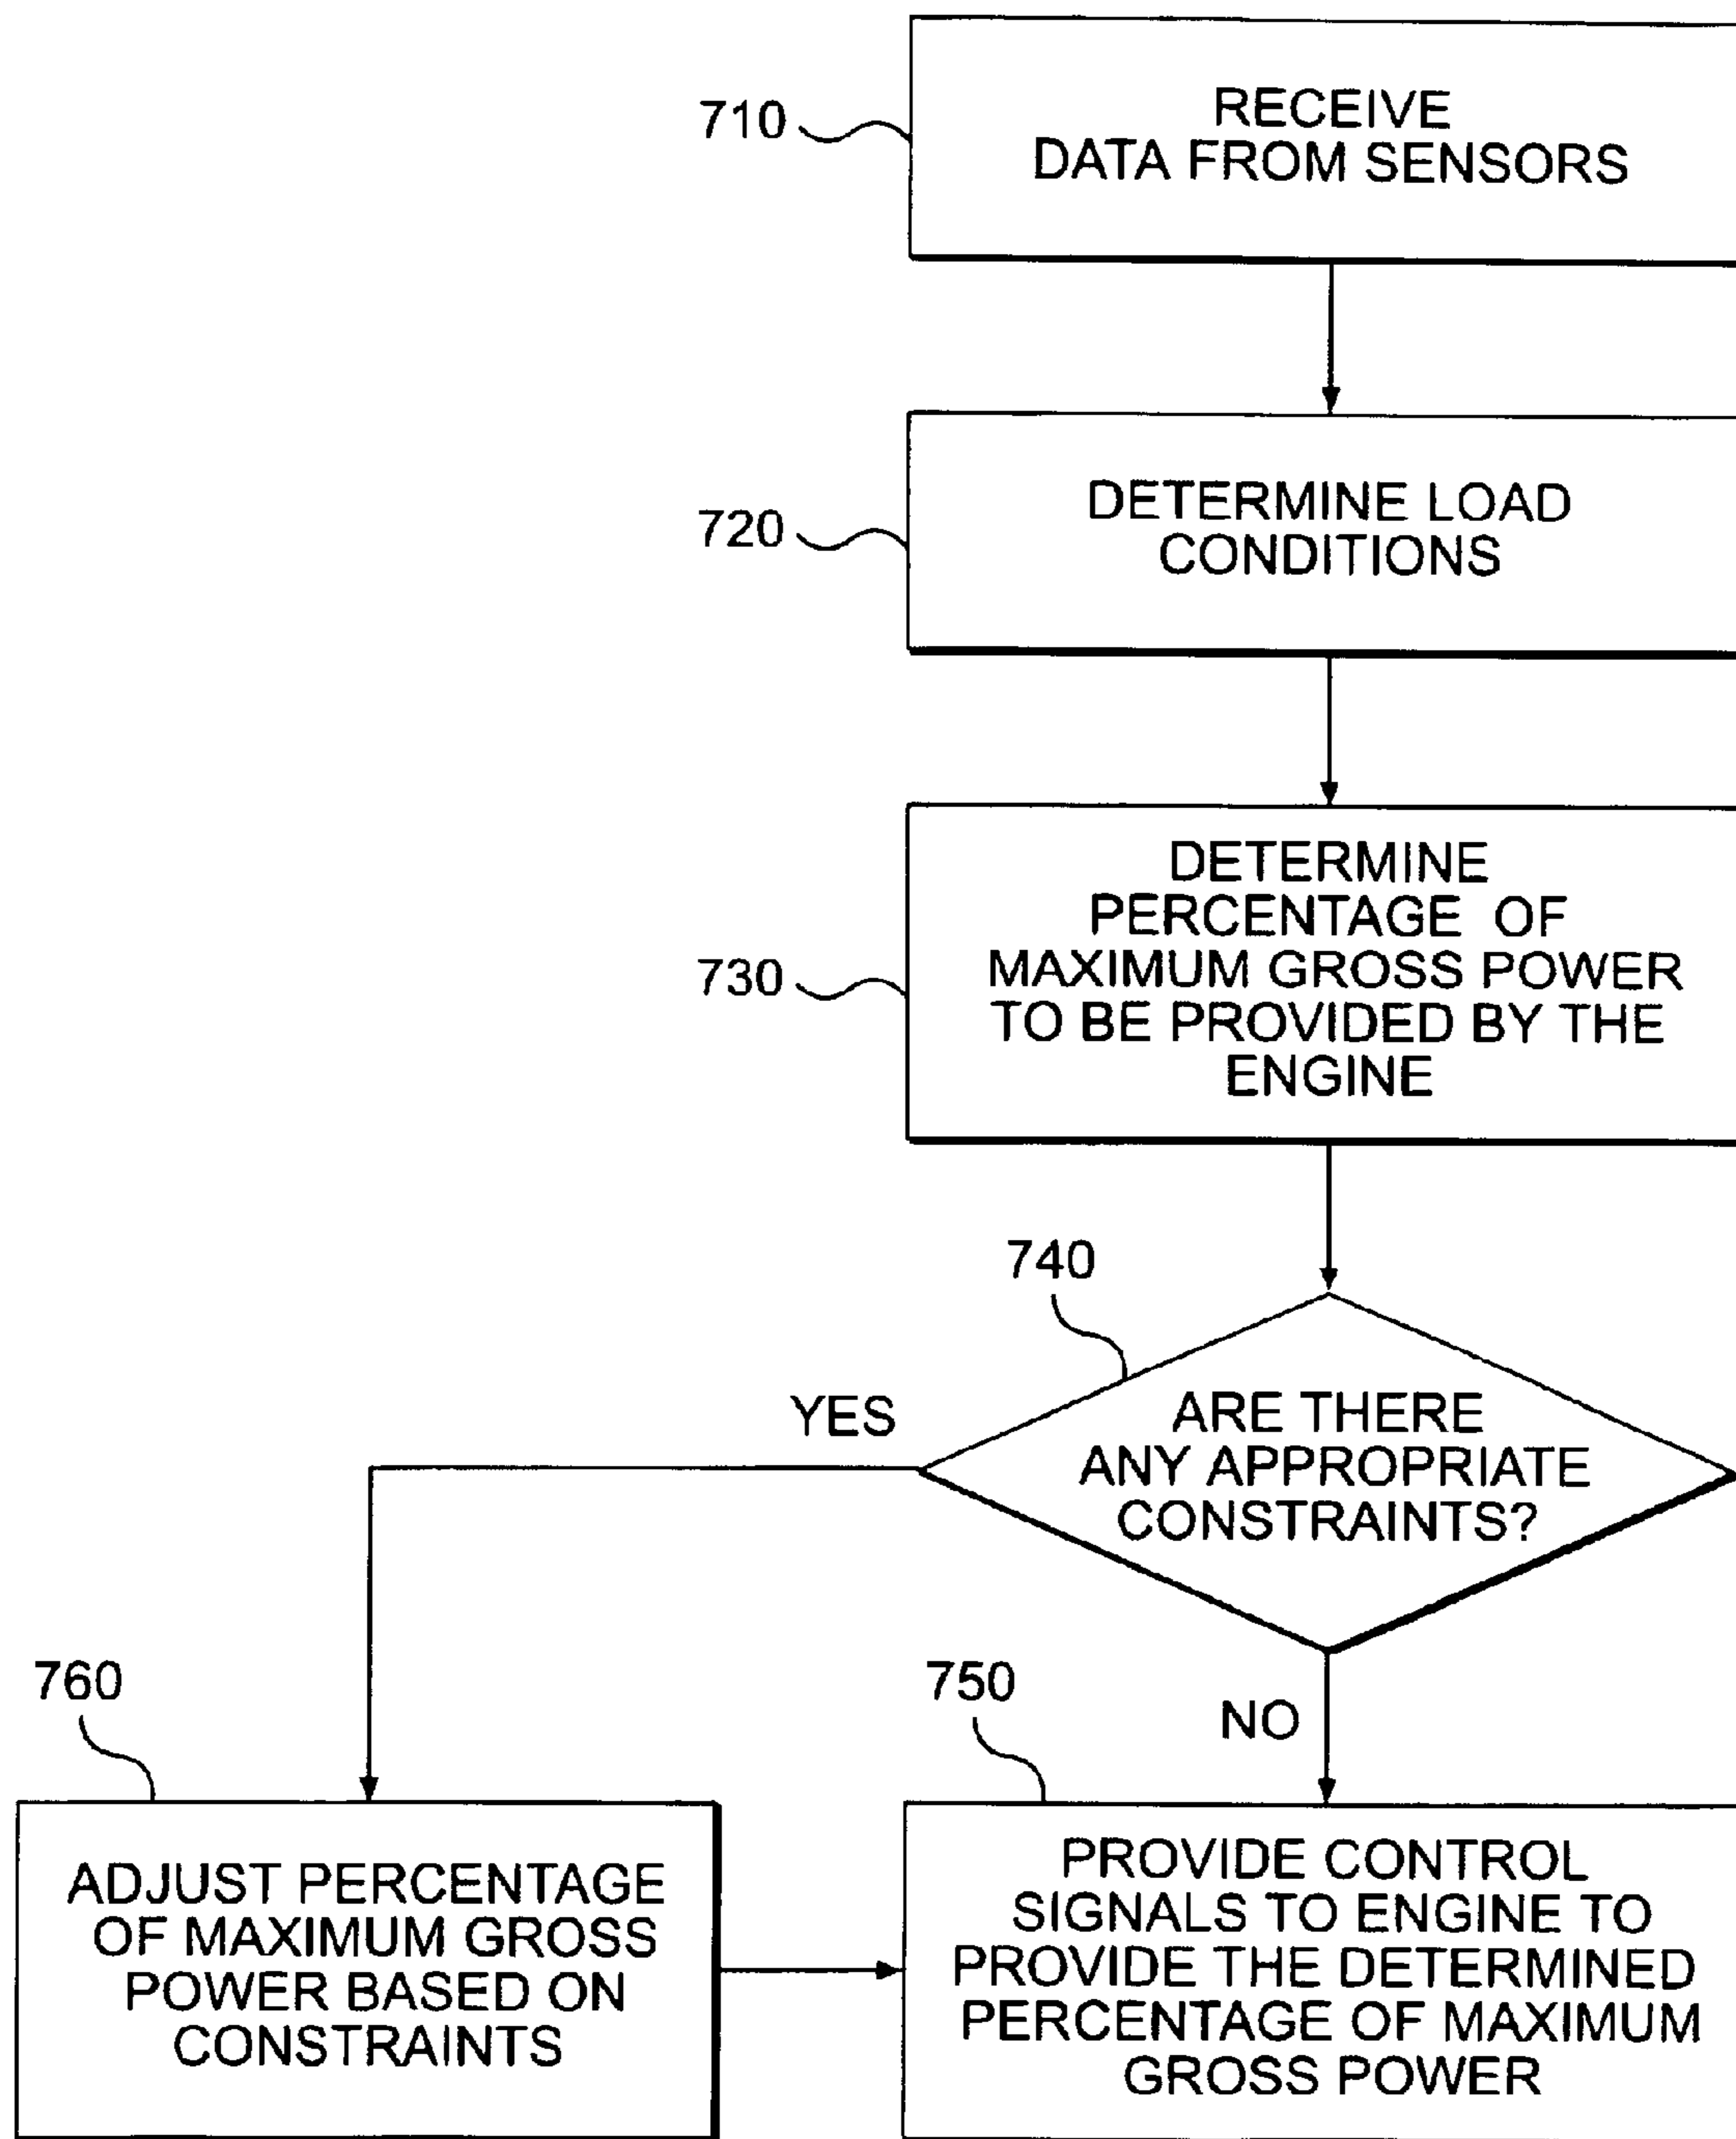 710
RECEIVE
DATA FROM SENSORS
720
DETERMINE LOAD
CONDITIONS
730
DETERMINE
PERCENTAGE OF
MAXIMUM GROSS POWER
TO BE PROVIDED BY THE
ENGINE
740
YES
ARE THERE
ANY APPROPRIATE
CONSTRAINTS?
NO
760
ADJUST PERCENTAGE
OF MAXIMUM GROSS
POWER BASED ON
CONSTRAINTS
750
PROVIDE CONTROL
SIGNALS TO ENGINE TO
PROVIDE THE DETERMINED
PERCENTAGE OF MAXIMUM
GROSS POWER